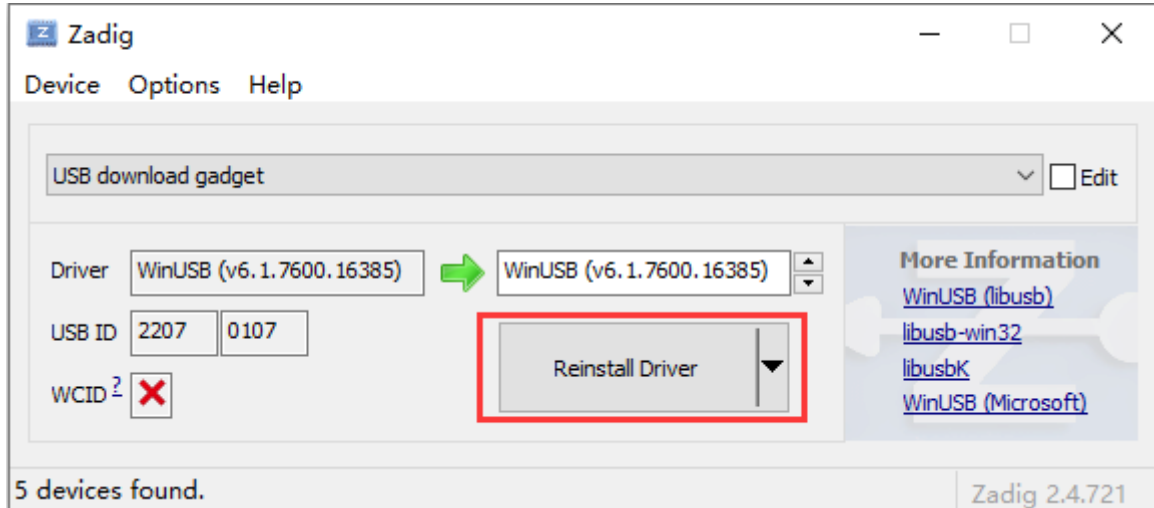 Zadig
Device Options Help
USB download gadget
Edit
Driver WinUSB (v6.1.7600.16385) WinUSB (v6.1.7600.16385)
USB ID 2207 0107
WCID ?
Reinstall Driver
More Information
WinUSB (libusb)
libusb-win32
libusbK
WinUSB (Microsoft)
5 devices found.
Zadig 2.4.721